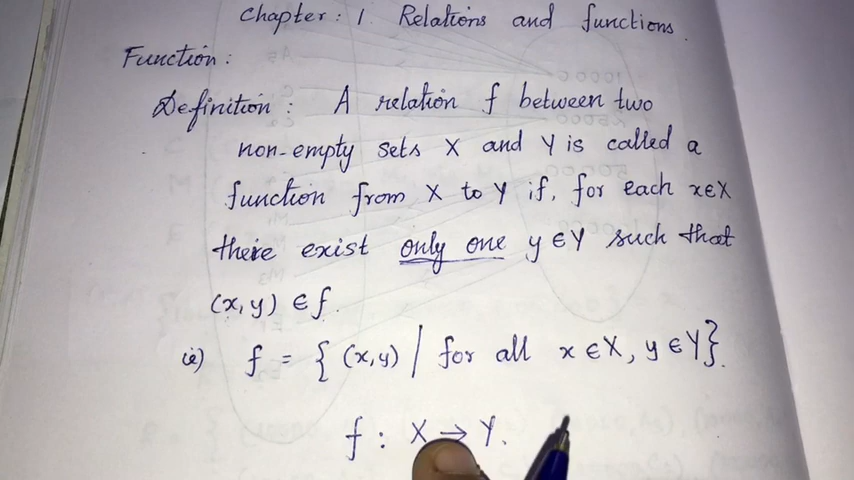 Chapter: 1. Relations and functions.
Function:
Definition: A relation f between two
non-empty sets X and Y is called a
function from X to Y if, for each x∈X
there exist only one y∈Y such that
(x,y) ∈f.
ie) f = { (x,y) / for all x∈X, y∈Y}.
f : X → Y.